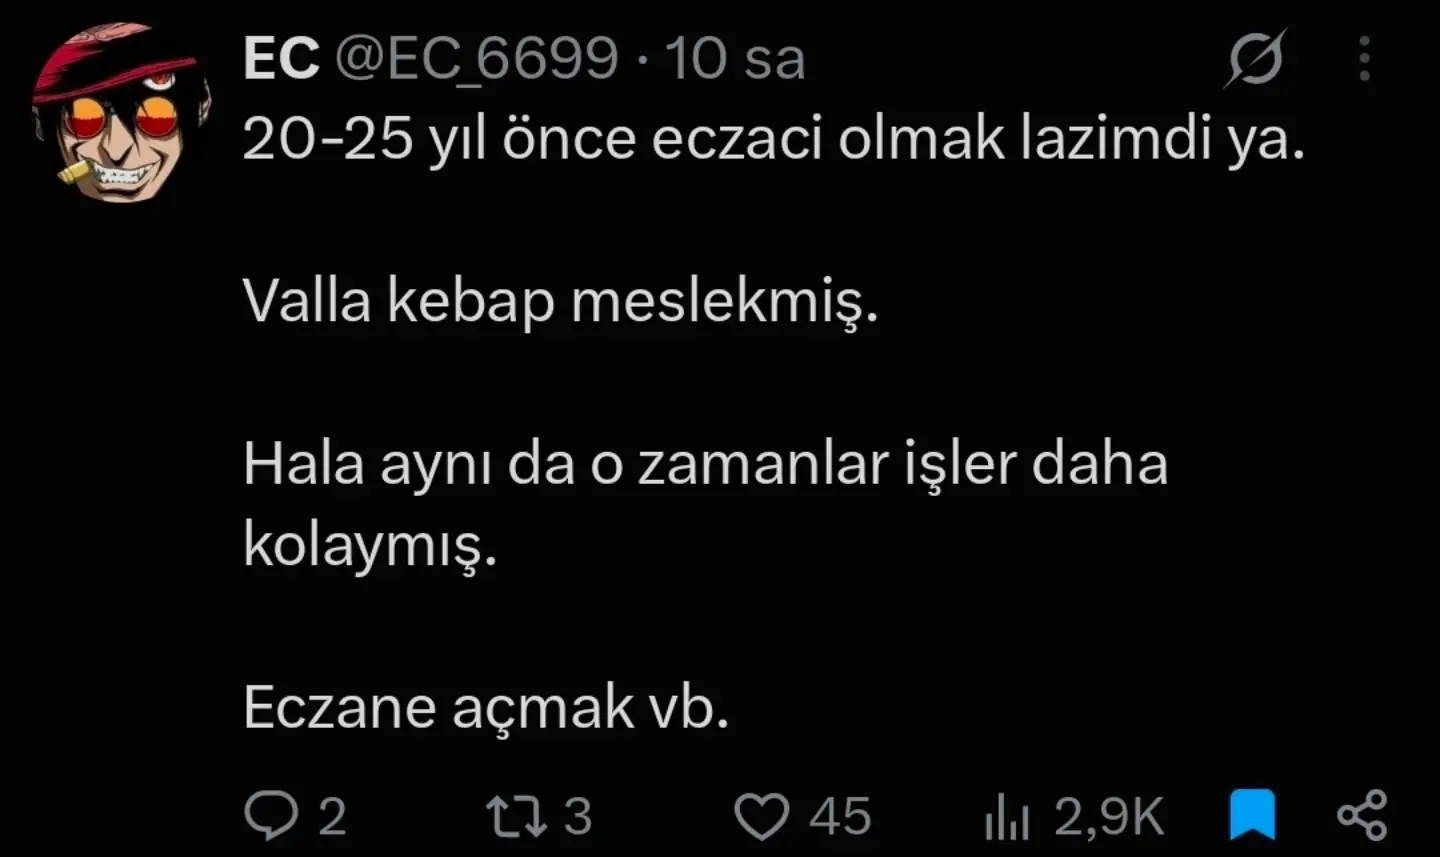 EC @EC_6699 · 10 sa
20-25 yıl önce eczaci olmak lazimdi ya.
Valla kebap meslekmiş.
Hala aynı da o zamanlar işler daha
kolaymış.
Eczane açmak vb.
2 3 45 2,9K